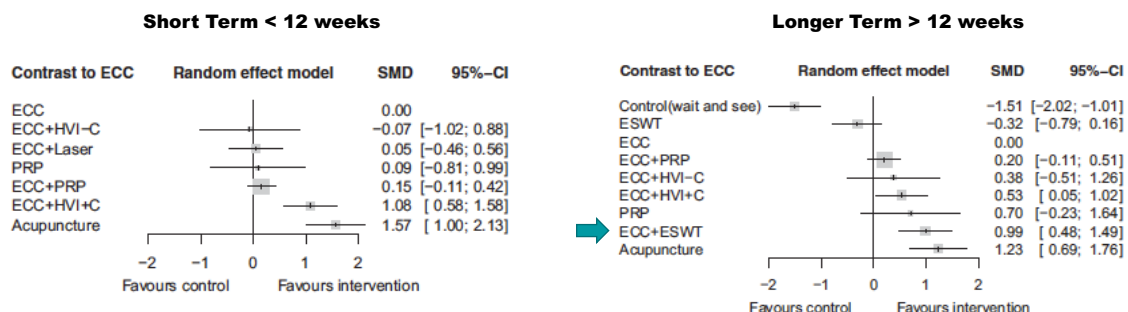 Short Term < 12 weeks
Contrast to ECC Random effect model SMD 95%−CI
ECC 0.00
ECC+HVI−C −0.07 [−1.02; 0.88]
ECC+Laser 0.05 [−0.46; 0.56]
PRP 0.09 [−0.81; 0.99]
ECC+PRP 0.15 [−0.11; 0.42]
ECC+HVI+C 1.08 [ 0.58; 1.58]
Acupuncture 1.57 [ 1.00; 2.13]
−2 −1 0 1 2
Favours control Favours intervention
Longer Term > 12 weeks
Contrast to ECC Random effect model SMD 95%−CI
Control(wait and see) −1.51 [−2.02; −1.01]
ESWT −0.32 [−0.79; 0.16]
ECC 0.00
ECC+PRP 0.20 [−0.11; 0.51]
ECC+HVI−C 0.38 [−0.51; 1.26]
ECC+HVI+C 0.53 [ 0.05; 1.02]
PRP 0.70 [−0.23; 1.64]
ECC+ESWT 0.99 [ 0.48; 1.49]
Acupuncture 1.23 [ 0.69; 1.76]
−2 −1 0 1 2
Favours control Favours intervention